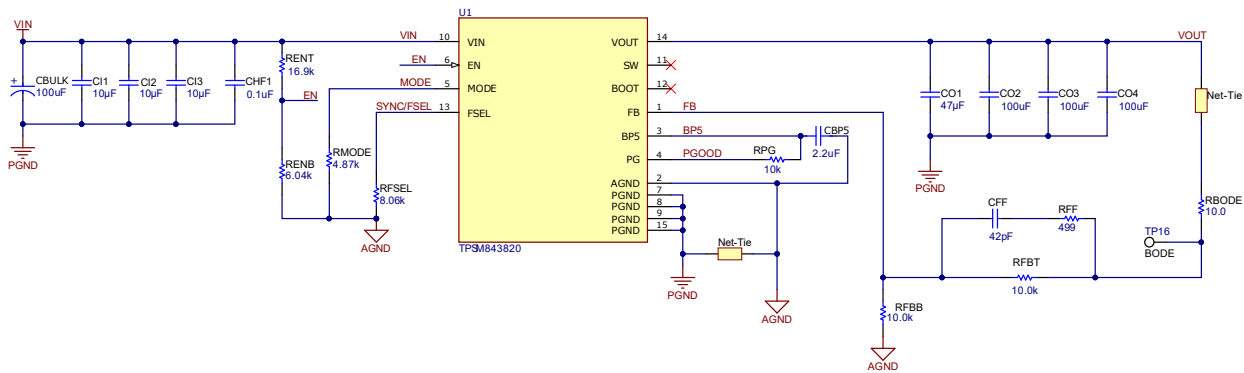 VIN
CBULK
100uF
PGND
CI1
10µF
CI2
10µF
CI3
10µF
CHF1
0.1uF
RENT
16.9k
EN
RENB
6.04k
RMODE
4.87k
RFSEL
8.06k
AGND
VIN
EN
MODE
SYNC/FSEL
U1
10
6
5
13
VIN
EN
MODE
FSEL
VOUT
SW
BOOT
FB
BP5
PG
AGND
PGND
PGND
PGND
PGND
TPSM843820
14
11
12
1
3
4
2
7
8
9
15
FB
BP5
PGOOD
RPG
10k
CBP5
2.2uF
Net-Tie
PGND
AGND
VOUT
CO1
47µF
CO2
100uF
CO3
100uF
CO4
100uF
PGND
Net-Tie
RBODE
10.0
TP16
BODE
CFF
42pF
RFF
499
RFBT
10.0k
RFBB
10.0k
AGND